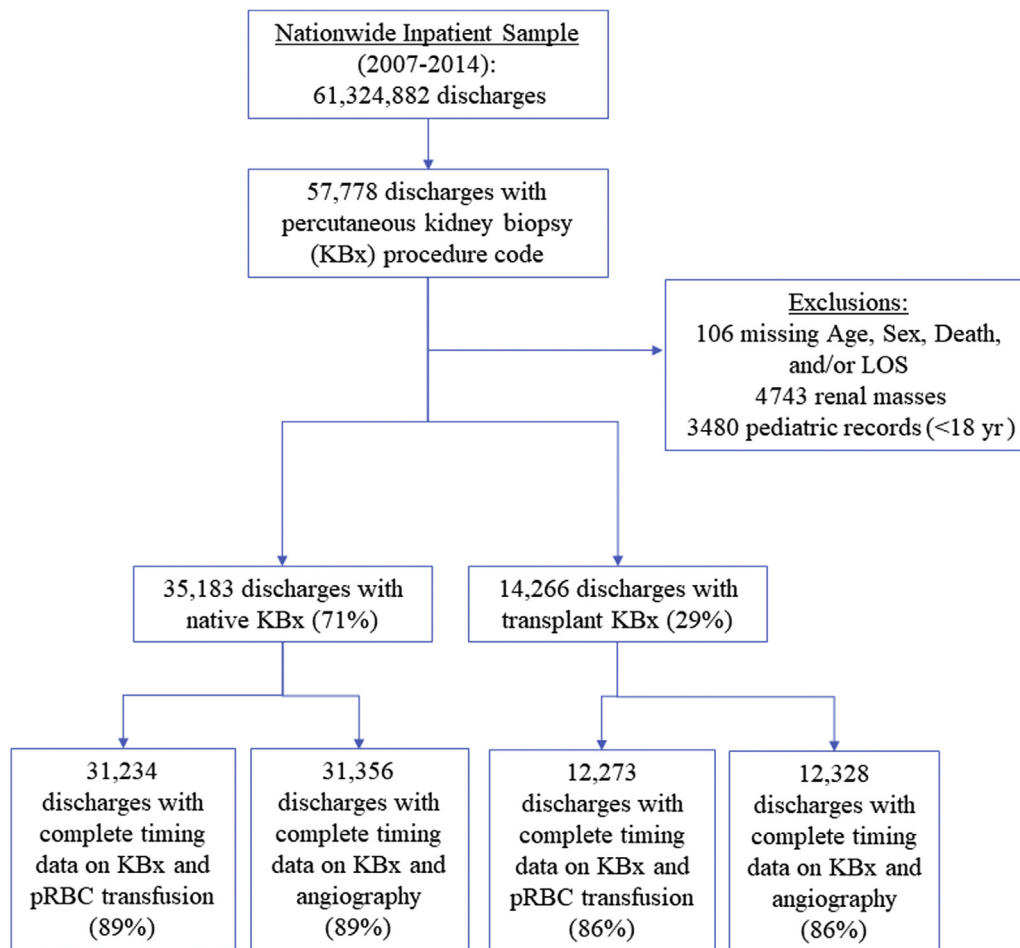 Nationwide Inpatient Sample
(2007-2014):
61,324,882 discharges
57,778 discharges with
percutaneous kidney biopsy
(KBx) procedure code
Exclusions:
106 missing Age, Sex, Death,
and/or LOS
4743 renal masses
3480 pediatric records (<18 yr)
35,183 discharges with
native KBx (71%)
14,266 discharges with
transplant KBx (29%)
31,234
discharges with
complete timing
data on KBx and
pRBC transfusion
(89%)
31,356
discharges with
complete timing
data on KBx and
angiography
(89%)
12,273
discharges with
complete timing
data on KBx and
pRBC transfusion
(86%)
12,328
discharges with
complete timing
data on KBx and
angiography
(86%)